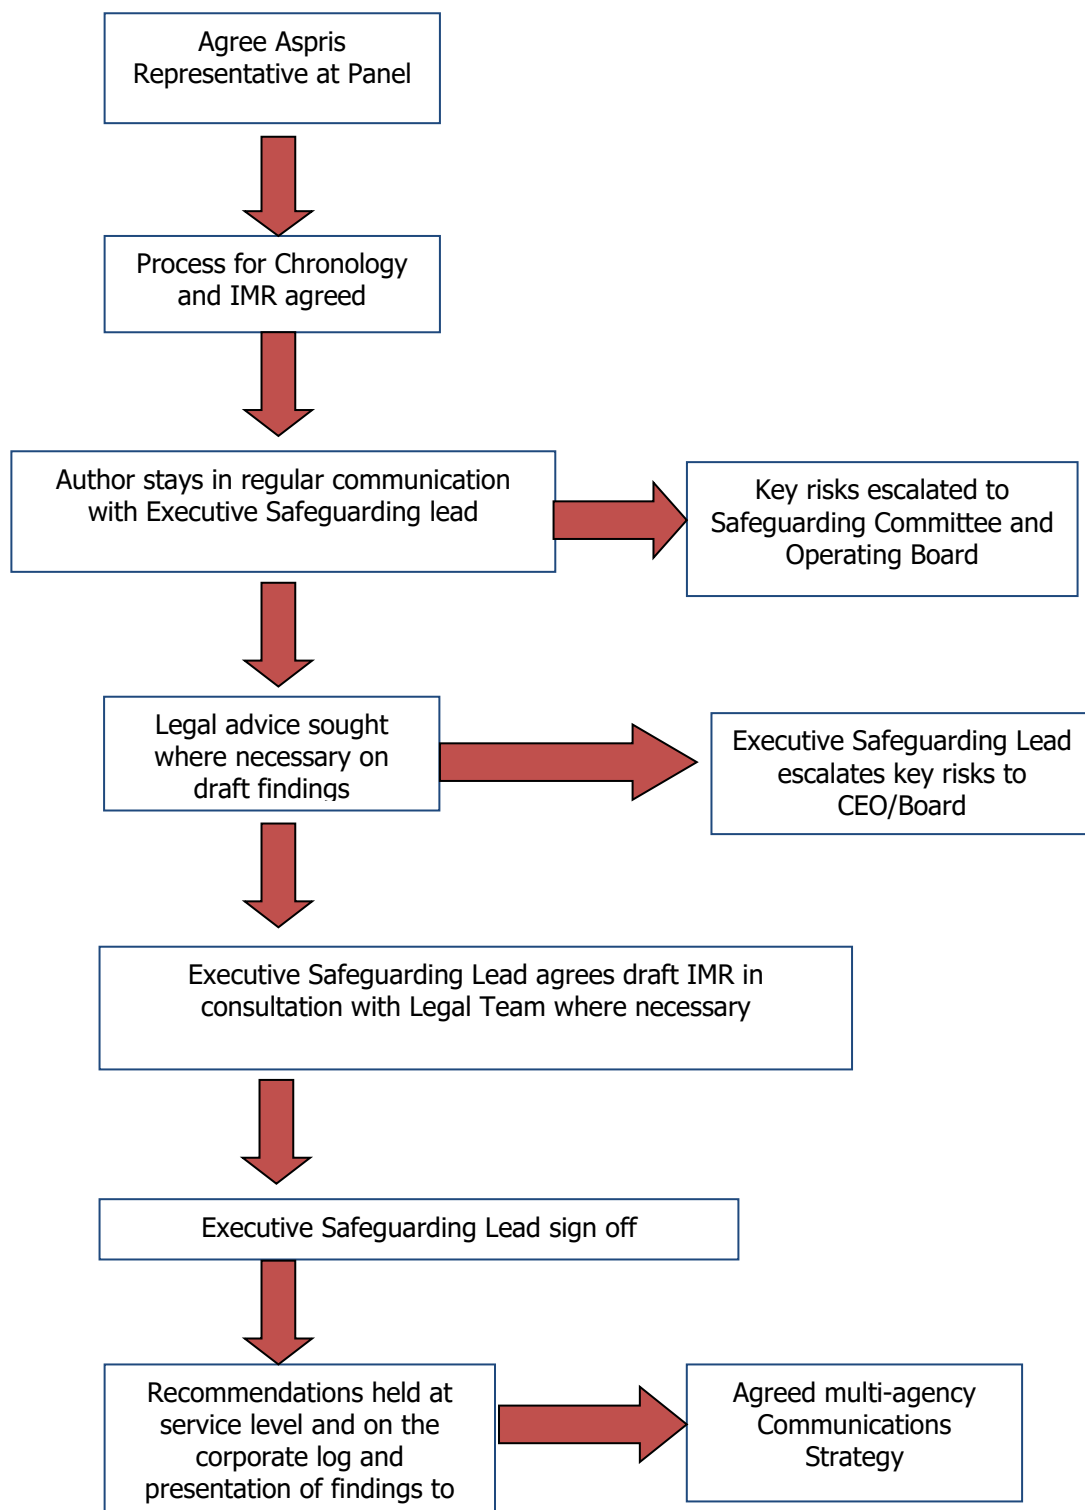 Agree Aspris
Representative at Panel
Process for Chronology
and IMR agreed
Author stays in regular communication
with Executive Safeguarding lead
Key risks escalated to
Safeguarding Committee and
Operating Board
Legal advice sought
where necessary on
draft findings
Executive Safeguarding Lead
escalates key risks to
CEO/Board
Executive Safeguarding Lead agrees draft IMR in
consultation with Legal Team where necessary
Executive Safeguarding Lead sign off
Recommendations held at
service level and on the
corporate log and
presentation of findings to
Agreed multi-agency
Communications
Strategy